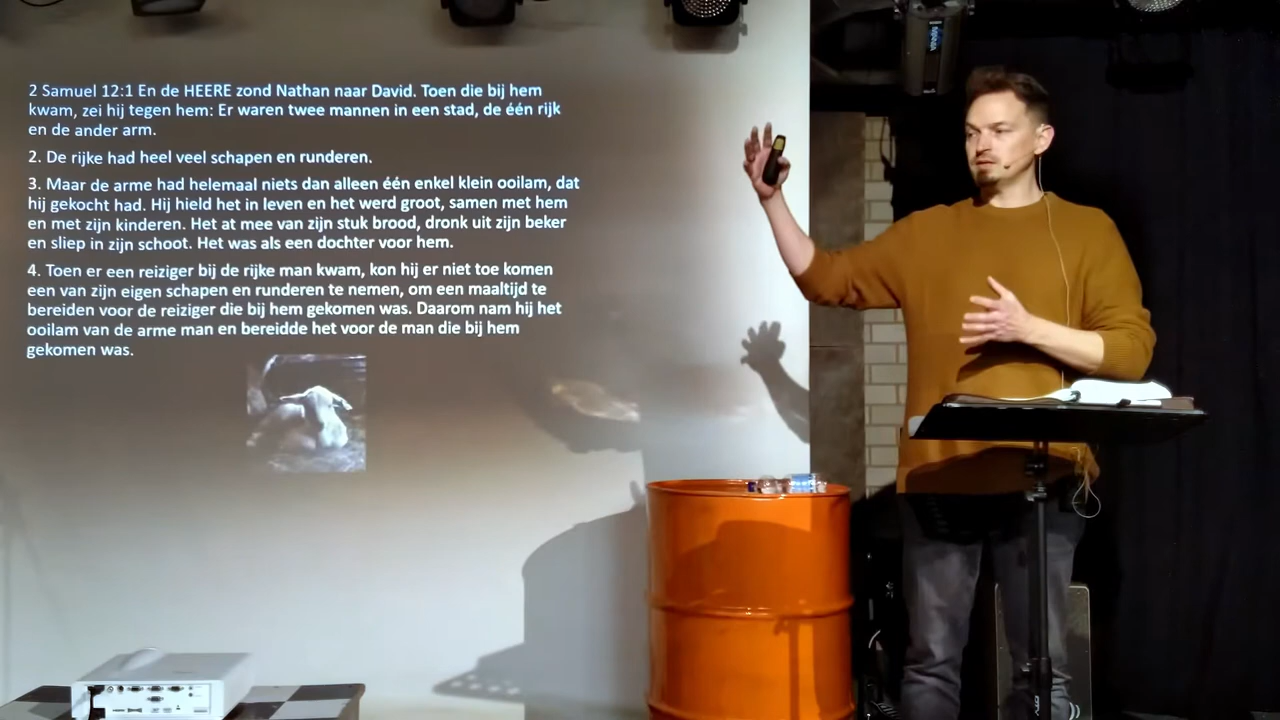 2 Samuel 12:1 En de HEERE zond Nathan naar David. Toen die bij hem
kwam, zei hij tegen hem: Er waren twee mannen in een stad, de één rijk
en de ander arm.
2. De rijke had heel veel schapen en runderen.
3. Maar de arme had helemaal niets dan alleen één enkel klein ooilam, dat
hij gekocht had. Hij hield het in leven en het werd groot, samen met hem
en met zijn kinderen. Het at mee van zijn stuk brood, dronk uit zijn beker
en sliep in zijn schoot. Het was als een dochter voor hem.
4. Toen er een reiziger bij de rijke man kwam, kon hij er niet toe komen
een van zijn eigen schapen en runderen te nemen, om een maaltijd te
bereiden voor de reiziger die bij hem gekomen was. Daarom nam hij het
ooilam van de arme man en bereidde het voor de man die bij hem
gekomen was.